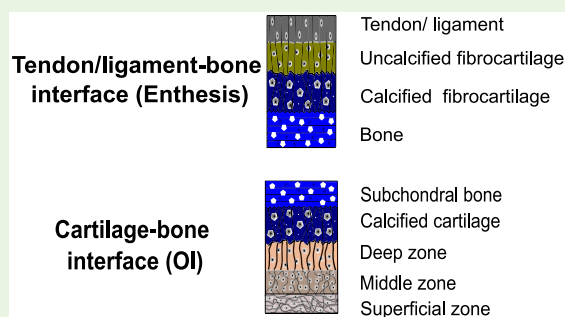 Tendon/ligament-bone
interface (Enthesis)
Tendon/ ligament
Uncalcified fibrocartilage
Calcified fibrocartilage
Bone
Cartilage-bone
interface (OI)
Subchondral bone
Calcified cartilage
Deep zone
Middle zone
Superficial zone